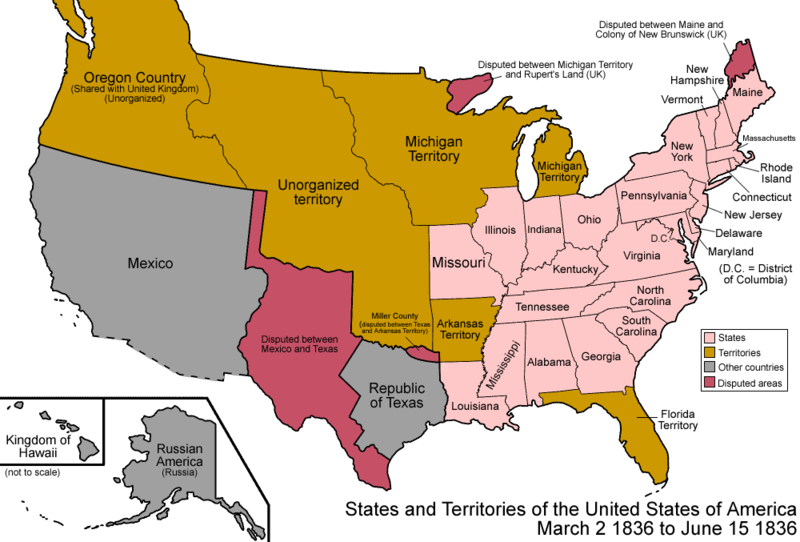 Disputed between Maine and
Colony of New Brunswick (UK)
Disputed between Michigan Territory
and Rupert's Land (UK)
New
Hampshire
Vermont
Maine
Oregon Country
(Shared with United Kingdom)
(Unorganized)
Michigan
Territory
Massachusetts
New
York
Michigan
Territory
Rhode
Island
Unorganized
territory
Pennsylvania
Connecticut
New Jersey
Ohio
Illinois
Indiana
Delaware
D.C.
Maryland
Virginia
Mexico
Missouri
Kentucky
(D.C. = District
of Columbia)
North
Carolina
Tennessee
Miller County
(disputed between Texas
and Arkansas Territory)
Arkansas
Territory
South
Carolina
Disputed between
Mexico and Texas
Mississippi
Alabama
Georgia
States
Territories
Other countries
Disputed areas
Republic
of Texas
Louisiana
Florida
Territory
Kingdom of
Hawaii
(not to scale)
Russian
America
(Russia)
States and Territories of the United States of America
March 2 1836 to June 15 1836